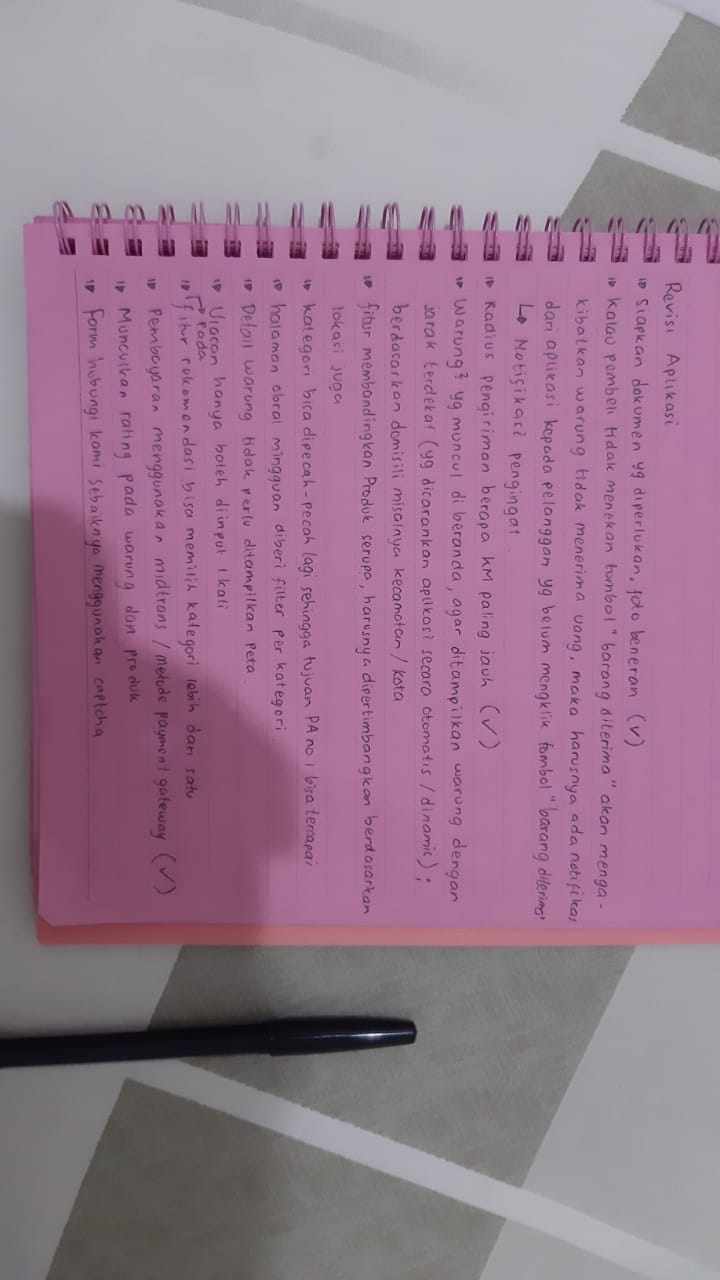 Revisi Aplikasi
Siapkan dokumen yg diperlukan, foto beneran (✓)
Kalau pembeli tidak menekan tombol "barang diterima" akan menga-
kibatkan warung tidak menerima uang, maka harusnya ada notifikas
dari aplikasi kepada pelanggan yg belum mengklik tombol "barang diterima"
↳ Notifikasi pengingat
Radius pengiriman berapa KM paling jauh (✓)
Warung² yg muncul di beranda, agar ditampilkan warung dengan
jarak terdekat (yg dicarankan aplikasi secara otomatis / dinamis) ;
berdasarkan domisili misalnya kecamatan / kota
fitur membandingkan Produk serupa, harusnya dipertimbangkan berdasarkan
lokasi juga
Kategori bisa dipecah-pecah lagi sehingga tujuan PA no 1 bisa tercapai
halaman obral mingguan diberi filter per kategori
Detail warung tidak perlu ditampilkan peta
Ulasan hanya boleh diinput 1 kali
pada
fitur rekomendasi bisa memilih kategori lebih dari satu
Pembayaran menggunakan midtrans / metode payment gateway (✓)
Munculkan rating pada warung dan produk
Form hubungi kami sebaiknya menggunakan captcha